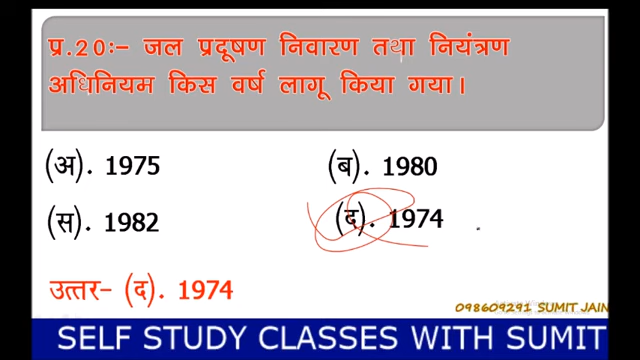 प्र.20:- जल प्रदूषण निवारण तथा नियंत्रण
अधिनियम किस वर्ष लागू किया गया।
(अ). 1975
(ब). 1980
(स). 1982
(द). 1974
उत्तर- (द). 1974
098609291 SUMIT JAIN
SELF STUDY CLASSES WITH SUMIT